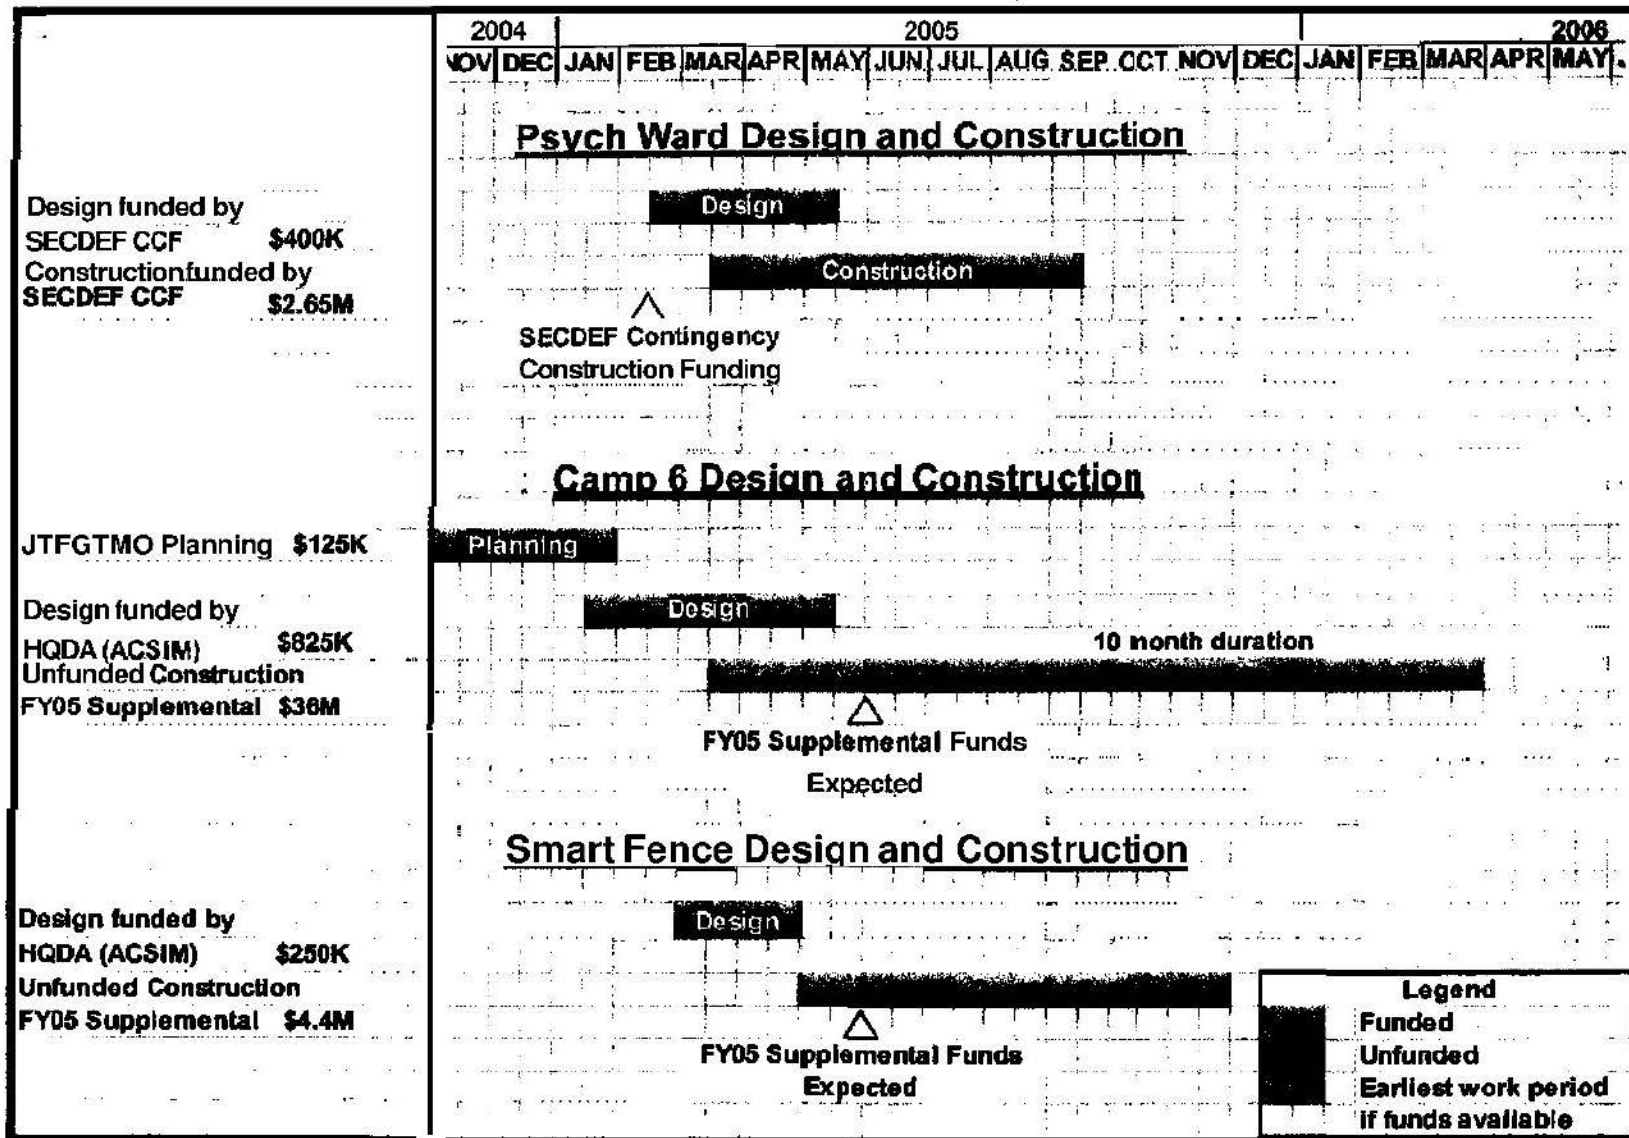 2004 2005 2006
NOV DEC JAN FEB MAR APR MAY JUN JUL AUG SEP OCT NOV DEC JAN FEB MAR APR MAY
Psych Ward Design and Construction
Design funded by
SECDEF CCF $400K
Construction funded by
SECDEF CCF $2.65M
Design
Construction
SECDEF Contingency
Construction Funding
Camp 6 Design and Construction
JTFGTMO Planning $125K
Planning
Design funded by
HQDA (ACSIM) $825K
Unfunded Construction
FY05 Supplemental $36M
Design
10 month duration
FY05 Supplemental Funds
Expected
Smart Fence Design and Construction
Design funded by
HQDA (ACSIM) $250K
Unfunded Construction
FY05 Supplemental $4.4M
Design
FY05 Supplemental Funds
Expected
Legend
Funded
Unfunded
Earliest work period
if funds available